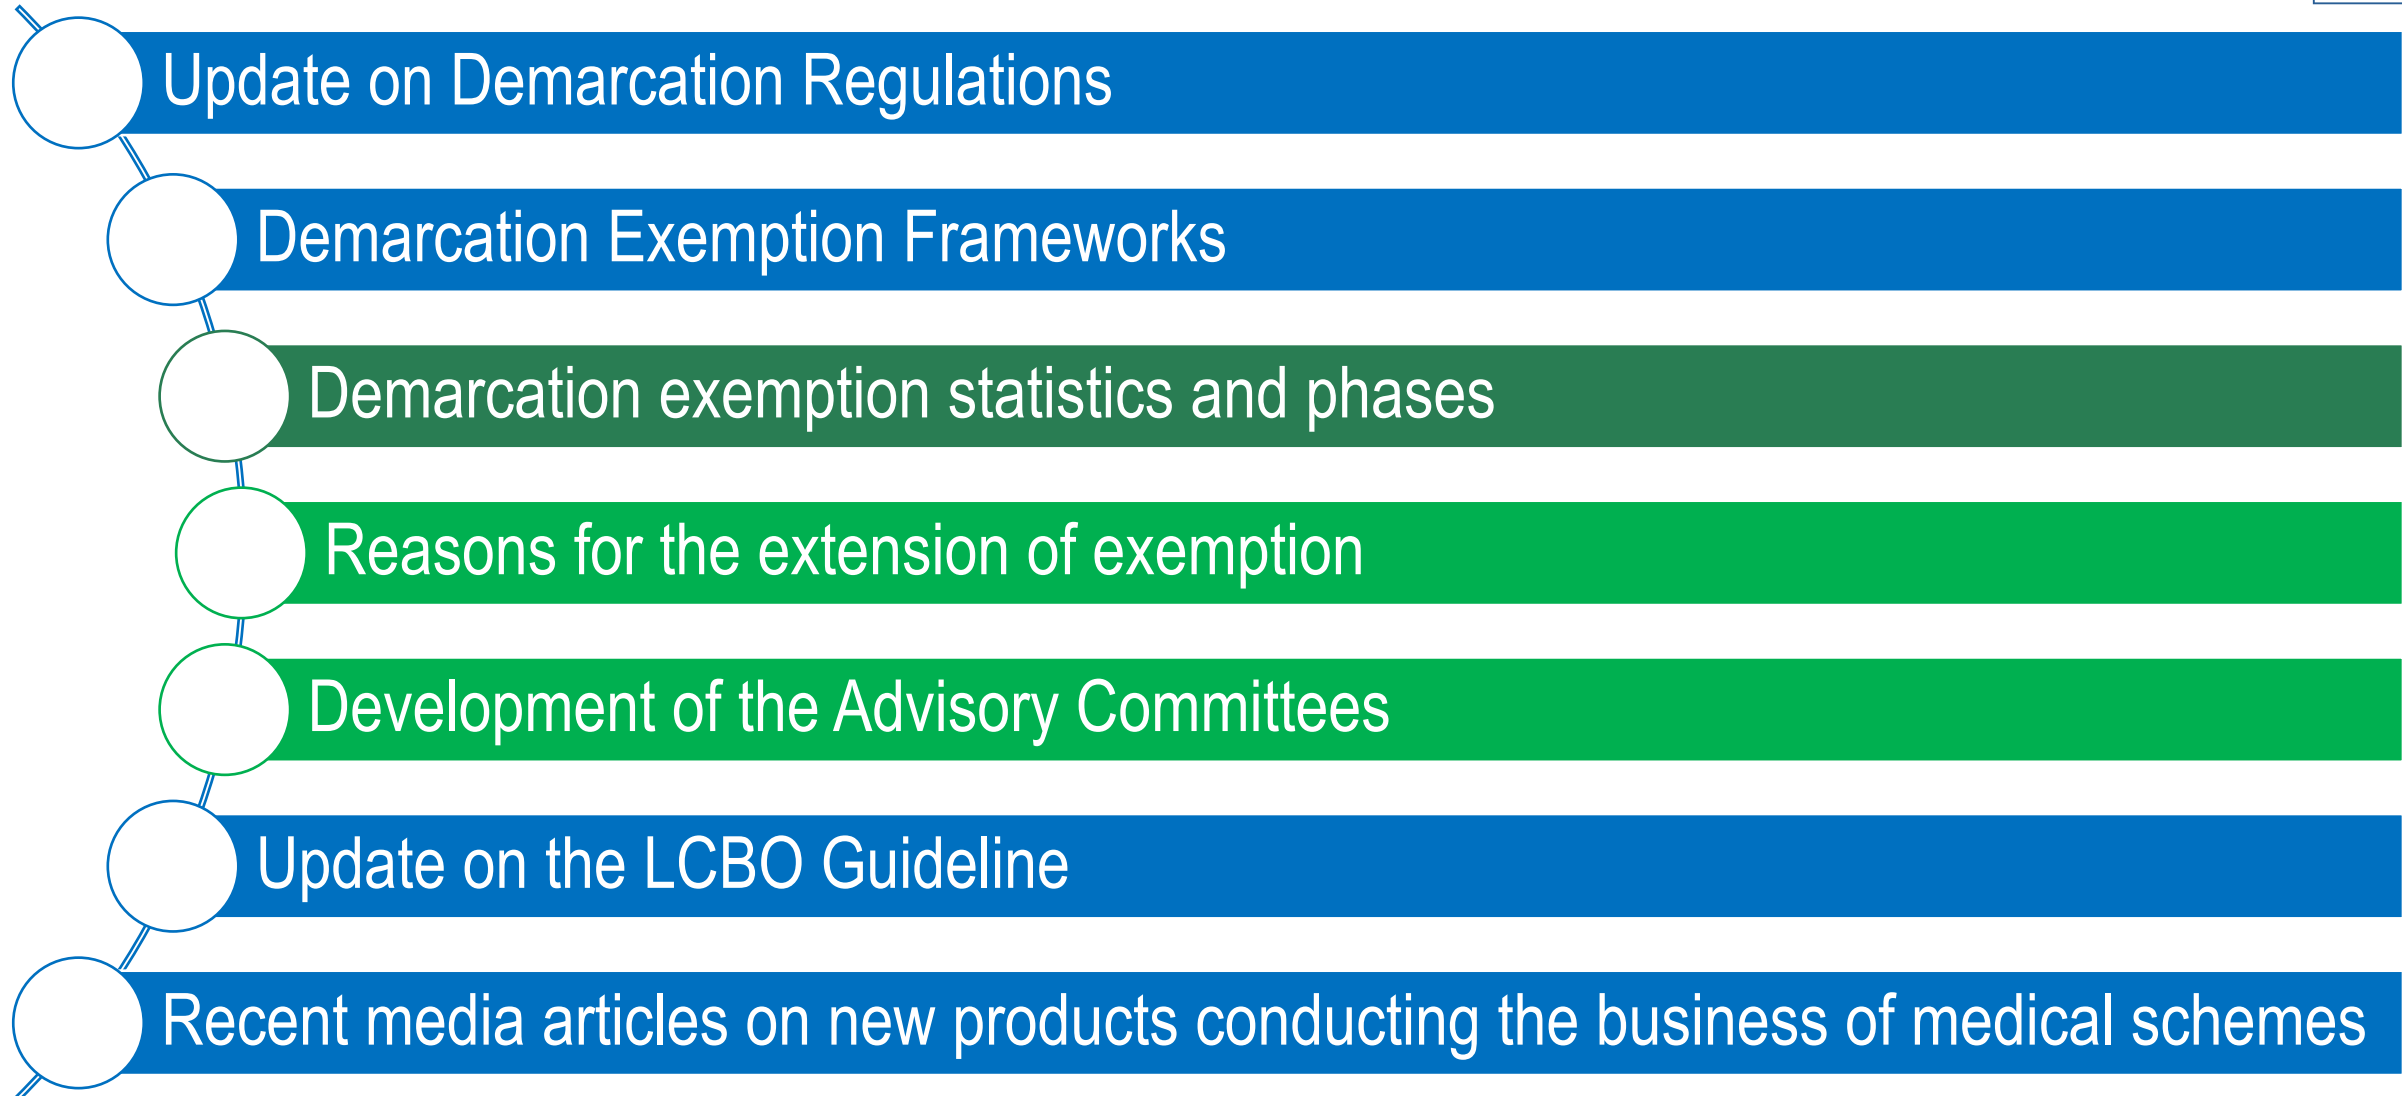 Update on Demarcation Regulations
Demarcation Exemption Frameworks
Demarcation exemption statistics and phases
Reasons for the extension of exemption
Development of the Advisory Committees
Update on the LCBO Guideline
Recent media articles on new products conducting the business of medical schemes